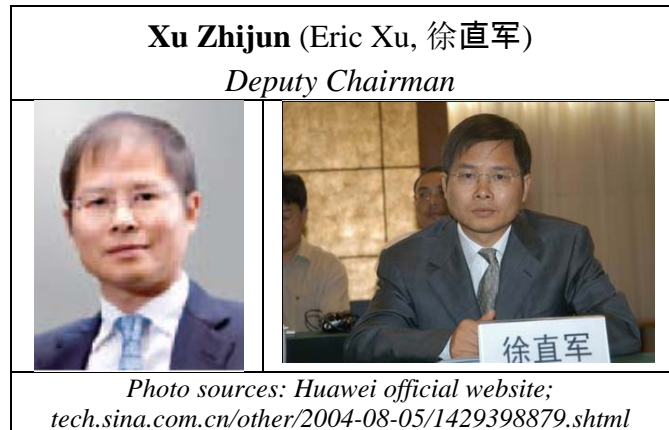 Xu Zhijun (Eric Xu, 徐直军)
Deputy Chairman
徐直军
Photo sources: Huawei official website;
tech.sina.com.cn/other/2004-08-05/1429398879.shtml